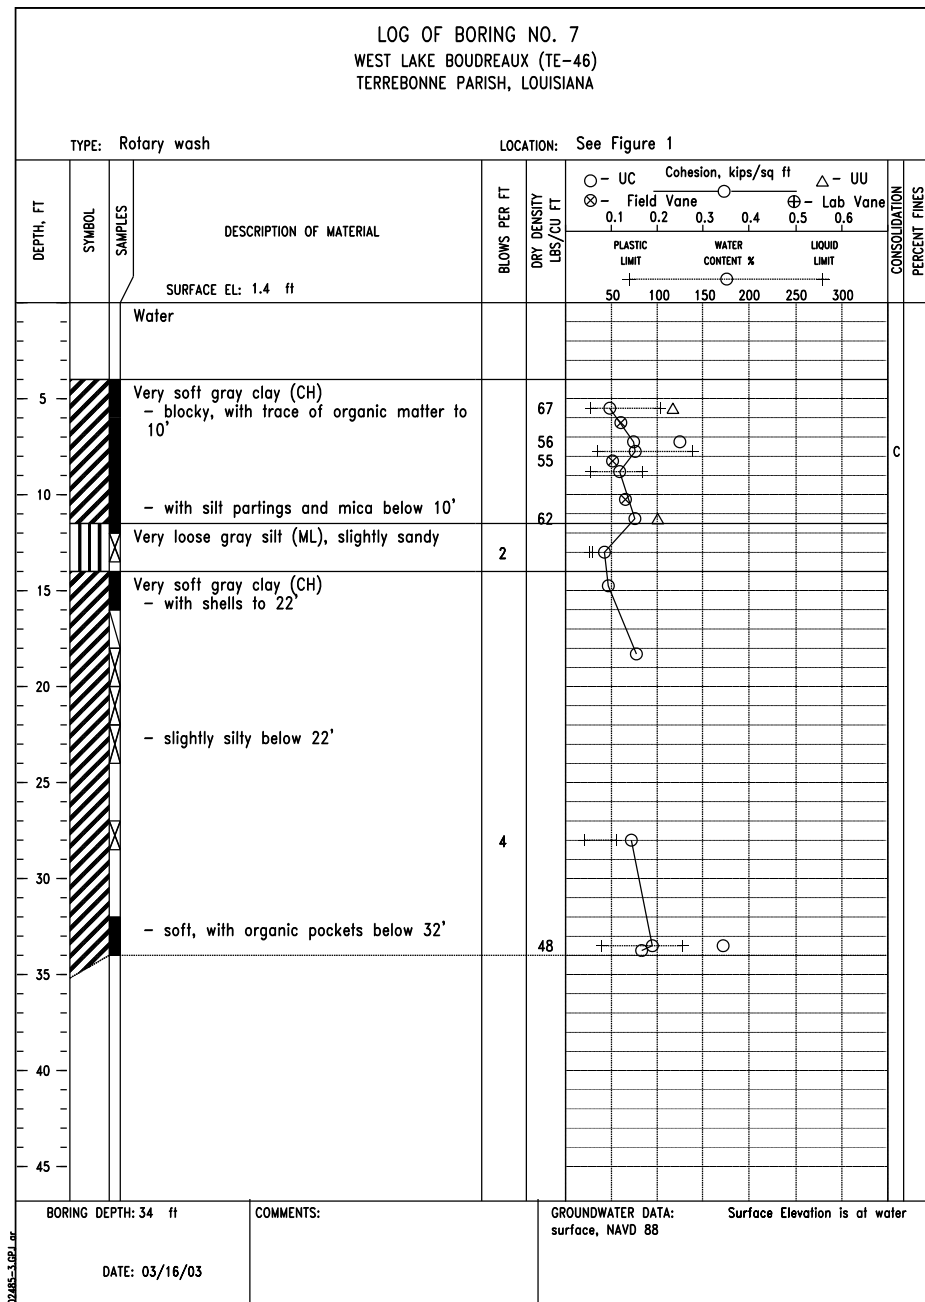 LOG OF BORING NO. 7
WEST LAKE BOUDREAUX (TE-46)
TERREBONNE PARISH, LOUISIANA
TYPE: Rotary wash
LOCATION: See Figure 1
DEPTH, FT
SYMBOL
SAMPLES
DESCRIPTION OF MATERIAL
SURFACE EL: 1.4 ft
BLOWS PER FT
DRY DENSITY
LBS/CU FT
Cohesion, kips/sq ft
- UC
- UU
- Field Vane
- Lab Vane
0.1 0.2 0.3 0.4 0.5 0.6
PLASTIC LIMIT
WATER CONTENT %
LIQUID LIMIT
50 100 150 200 250 300
CONSOLIDATION
PERCENT FINES
Water
5
Very soft gray clay (CH)
- blocky, with trace of organic matter to
10'
67
56
55
C
10
- with silt partings and mica below 10'
62
Very loose gray silt (ML), slightly sandy
2
Very soft gray clay (CH)
15
- with shells to 22'
20
- slightly silty below 22'
25
4
30
- soft, with organic pockets below 32'
48
35
40
45
BORING DEPTH: 34 ft
DATE: 03/16/03
COMMENTS:
GROUNDWATER DATA: Surface Elevation is at water
surface, NAVD 88